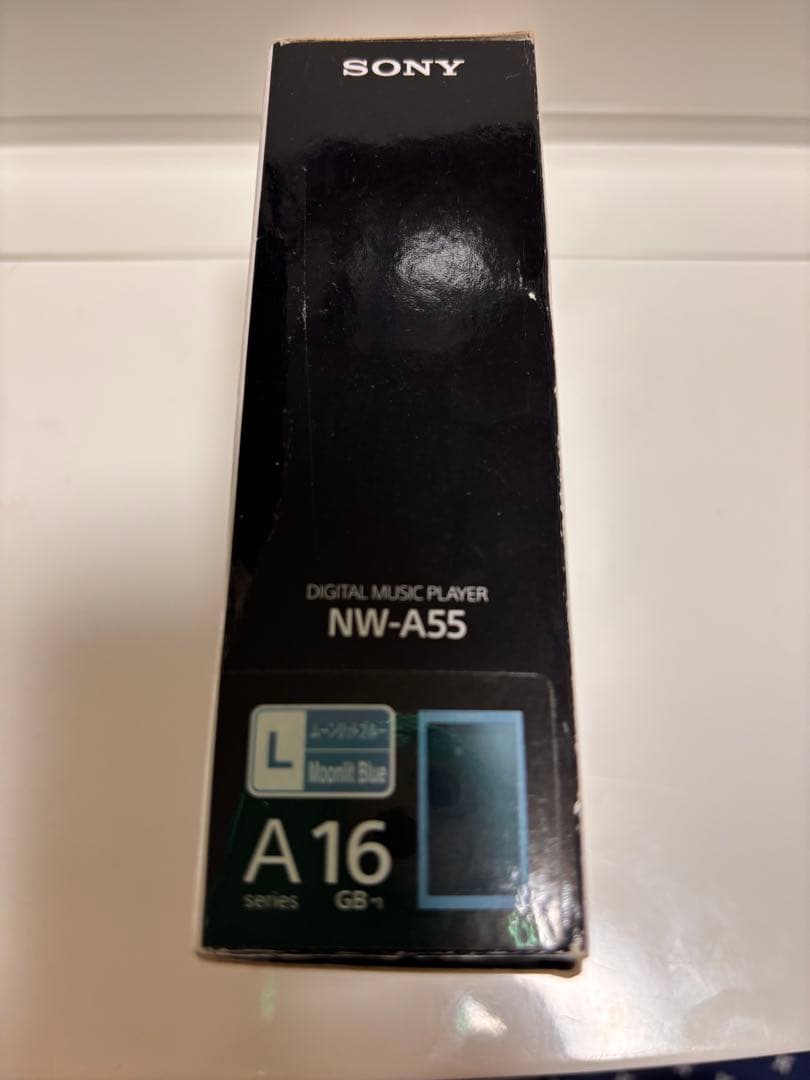 SONY
DIGITAL MUSIC PLAYER
NW-A55
L
ムーンリットブルー
Moonlit Blue
A 16
series GB